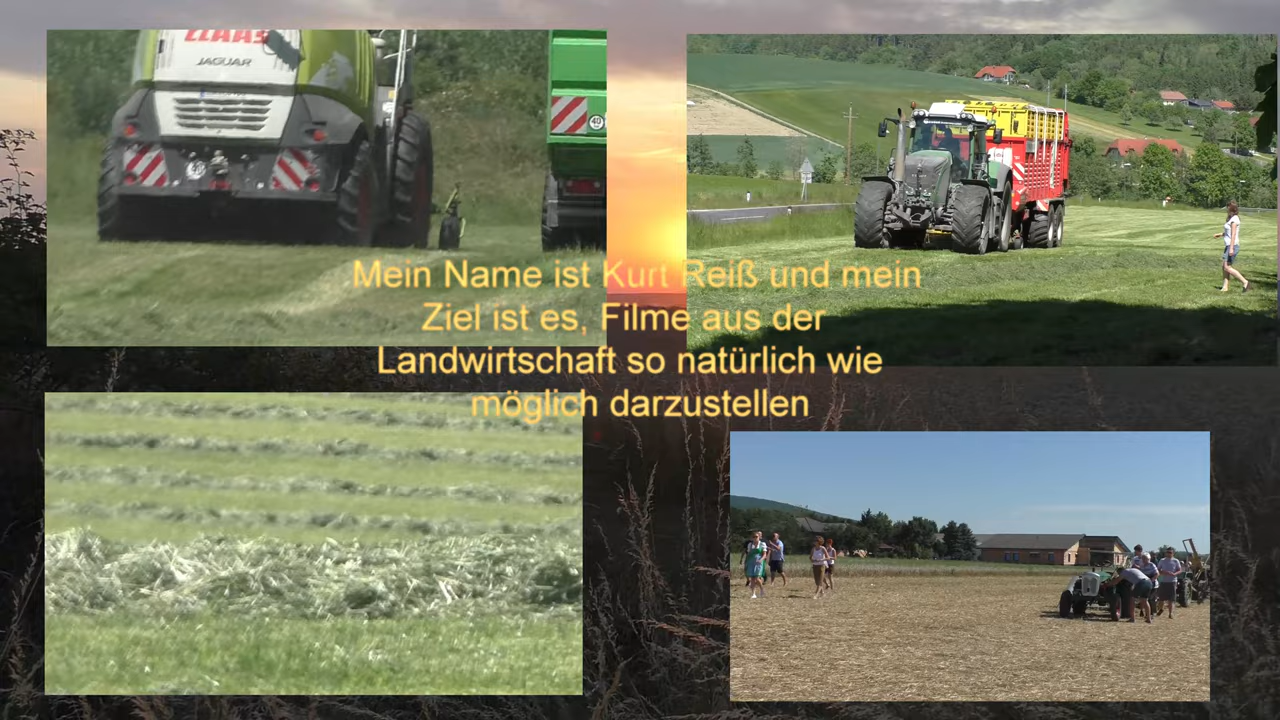 CLAAS
JAGUAR
40
Mein Name ist Kurt Reiß und mein
Ziel ist es, Filme aus der
Landwirtschaft so natürlich wie
möglich darzustellen